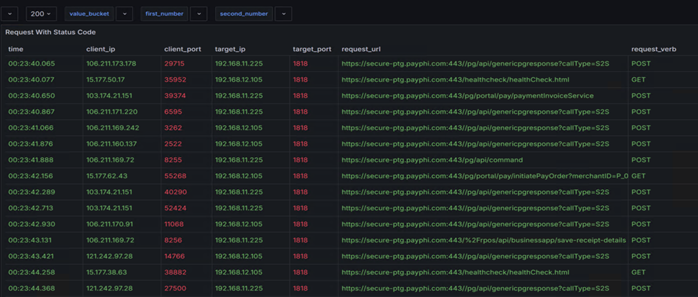 200 value_bucket first_number second_number
Request With Status Code
time client_ip client_port target_ip target_port request_url request_verb
00:23:40.065 106.211.173.178 29715 192.168.11.225 1818 https://secure-ptg.payphi.com:443//pg/api/genericpgresponse?callType=S2S POST
00:23:40.077 15.177.50.17 35952 192.168.12.105 1818 https://secure-ptg.payphi.com:443/healthcheck/healthCheck.html GET
00:23:40.650 103.174.21.151 39374 192.168.11.225 1818 https://secure-ptg.payphi.com:443/pg/portal/pay/paymentInvoiceService POST
00:23:40.867 106.211.171.220 6595 192.168.11.225 1818 https://secure-ptg.payphi.com:443//pg/api/genericpgresponse?callType=S2S POST
00:23:41.066 106.211.169.242 3262 192.168.12.105 1818 https://secure-ptg.payphi.com:443//pg/api/genericpgresponse?callType=S2S POST
00:23:41.876 106.211.160.137 2522 192.168.12.105 1818 https://secure-ptg.payphi.com:443//pg/api/genericpgresponse?callType=S2S POST
00:23:41.888 106.211.169.72 8255 192.168.11.225 1818 https://secure-ptg.payphi.com:443/pg/api/command POST
00:23:42.156 15.177.62.43 55268 192.168.12.105 1818 https://secure-ptg.payphi.com:443/pg/portal/pay/initiatePayOrder?merchantID=P_0 GET
00:23:42.289 103.174.21.151 40290 192.168.11.225 1818 https://secure-ptg.payphi.com:443//pg/api/genericpgresponse?callType=S2S POST
00:23:42.713 103.174.21.151 52424 192.168.11.225 1818 https://secure-ptg.payphi.com:443//pg/api/genericpgresponse?callType=S2S POST
00:23:42.930 106.211.170.91 11068 192.168.12.105 1818 https://secure-ptg.payphi.com:443//pg/api/genericpgresponse?callType=S2S POST
00:23:43.131 106.211.169.72 8256 192.168.11.225 1818 https://secure-ptg.payphi.com:443/%2Frpos/api/businessapp/save-receipt-details POST
00:23:43.421 121.242.97.28 14766 192.168.11.225 1818 https://secure-ptg.payphi.com:443//pg/api/genericpgresponse?callType=S2S POST
00:23:44.258 15.177.38.63 38882 192.168.12.105 1818 https://secure-ptg.payphi.com:443/healthcheck/healthCheck.html GET
00:23:44.368 121.242.97.28 27500 192.168.11.225 1818 https://secure-ptg.payphi.com:443//pg/api/genericpgresponse?callType=S2S POST